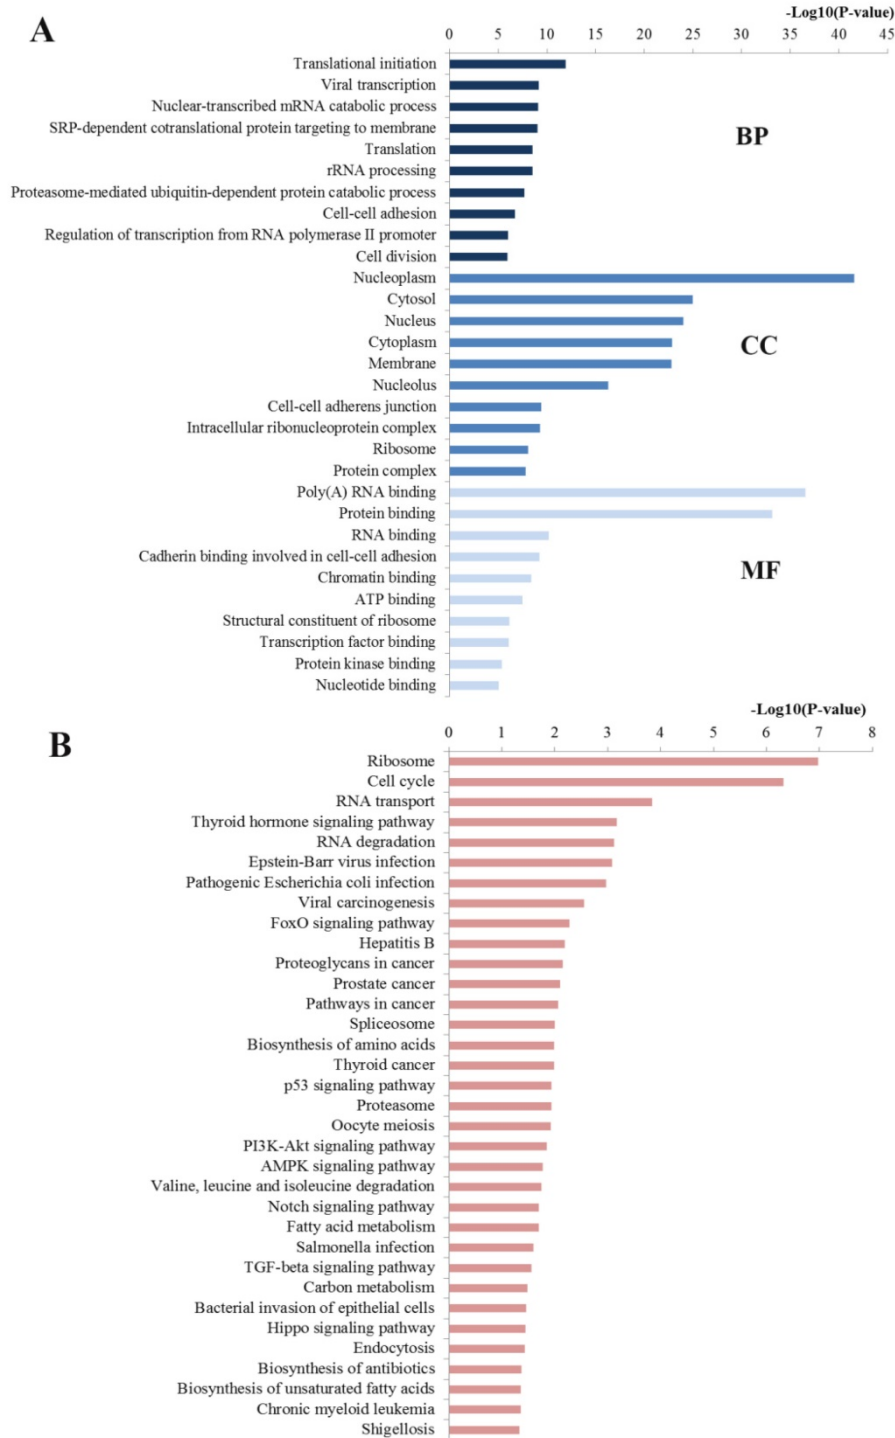 A
-Log10(P-value)
0 5 10 15 20 25 30 35 40 45
Translational initiation
Viral transcription
Nuclear-transcribed mRNA catabolic process
SRP-dependent cotranslational protein targeting to membrane
Translation
rRNA processing
Proteasome-mediated ubiquitin-dependent protein catabolic process
Cell-cell adhesion
Regulation of transcription from RNA polymerase II promoter
Cell division
BP
Nucleoplasm
Cytosol
Nucleus
Cytoplasm
Membrane
Nucleolus
Cell-cell adherens junction
Intracellular ribonucleoprotein complex
Ribosome
Protein complex
CC
Poly(A) RNA binding
Protein binding
RNA binding
Cadherin binding involved in cell-cell adhesion
Chromatin binding
ATP binding
Structural constituent of ribosome
Transcription factor binding
Protein kinase binding
Nucleotide binding
MF
B
-Log10(P-value)
0 1 2 3 4 5 6 7 8
Ribosome
Cell cycle
RNA transport
Thyroid hormone signaling pathway
RNA degradation
Epstein-Barr virus infection
Pathogenic Escherichia coli infection
Viral carcinogenesis
FoxO signaling pathway
Hepatitis B
Proteoglycans in cancer
Prostate cancer
Pathways in cancer
Spliceosome
Biosynthesis of amino acids
Thyroid cancer
p53 signaling pathway
Proteasome
Oocyte meiosis
PI3K-Akt signaling pathway
AMPK signaling pathway
Valine, leucine and isoleucine degradation
Notch signaling pathway
Fatty acid metabolism
Salmonella infection
TGF-beta signaling pathway
Carbon metabolism
Bacterial invasion of epithelial cells
Hippo signaling pathway
Endocytosis
Biosynthesis of antibiotics
Biosynthesis of unsaturated fatty acids
Chronic myeloid leukemia
Shigellosis